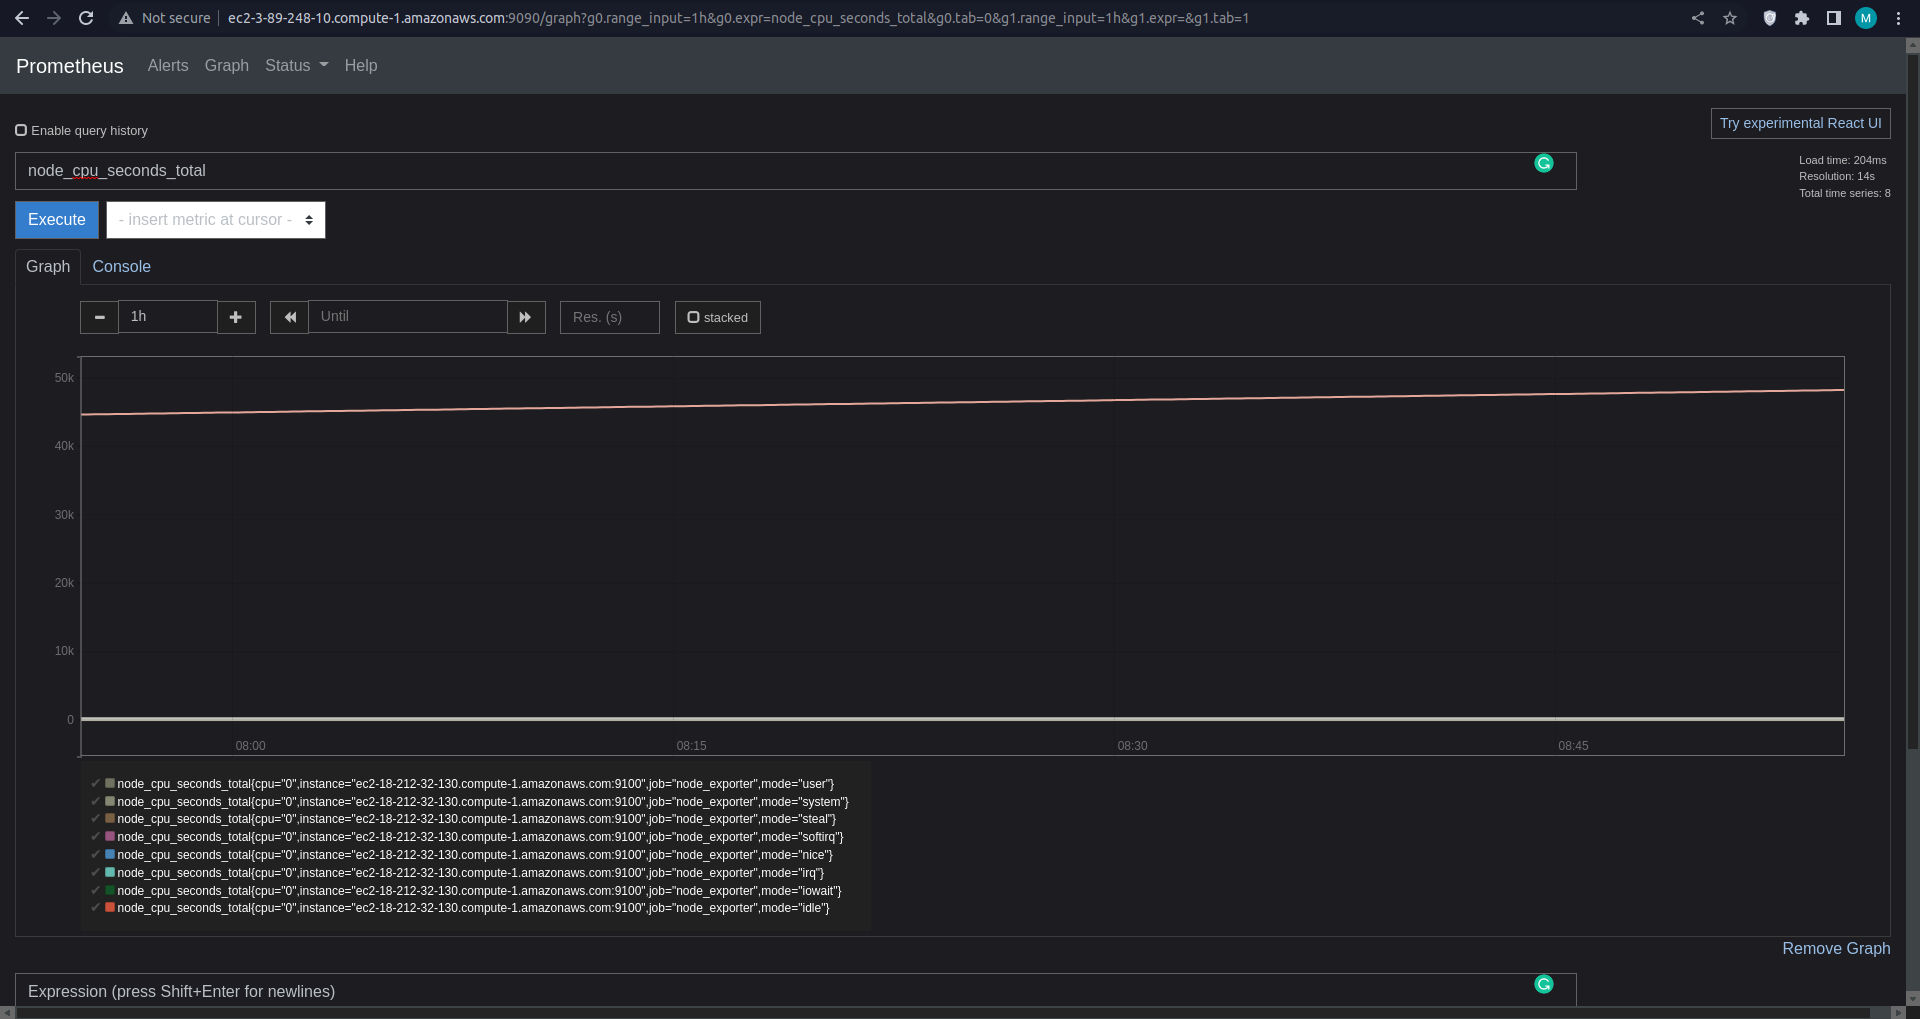 Not secure
ec2-3-89-248-10.compute-1.amazonaws.com:9090/graph?g0.range_input=1h&g0.expr=node_cpu_seconds_total&g0.tab=0&g1.range_input=1h&g1.expr=&g1.tab=1
M
Prometheus Alerts Graph Status Help
Enable query history
Try experimental React UI
node_cpu_seconds_total
Load time: 204ms
Resolution: 14s
Total time series: 8
Execute
- insert metric at cursor -
Graph Console
1h
Until
Res. (s)
stacked
50k
40k
30k
20k
10k
0
08:00 08:15 08:30 08:45
node_cpu_seconds_total{cpu="0",instance="ec2-18-212-32-130.compute-1.amazonaws.com:9100",job="node_exporter",mode="user"}
node_cpu_seconds_total{cpu="0",instance="ec2-18-212-32-130.compute-1.amazonaws.com:9100",job="node_exporter",mode="system"}
node_cpu_seconds_total{cpu="0",instance="ec2-18-212-32-130.compute-1.amazonaws.com:9100",job="node_exporter",mode="steal"}
node_cpu_seconds_total{cpu="0",instance="ec2-18-212-32-130.compute-1.amazonaws.com:9100",job="node_exporter",mode="softirq"}
node_cpu_seconds_total{cpu="0",instance="ec2-18-212-32-130.compute-1.amazonaws.com:9100",job="node_exporter",mode="nice"}
node_cpu_seconds_total{cpu="0",instance="ec2-18-212-32-130.compute-1.amazonaws.com:9100",job="node_exporter",mode="irq"}
node_cpu_seconds_total{cpu="0",instance="ec2-18-212-32-130.compute-1.amazonaws.com:9100",job="node_exporter",mode="iowait"}
node_cpu_seconds_total{cpu="0",instance="ec2-18-212-32-130.compute-1.amazonaws.com:9100",job="node_exporter",mode="idle"}
Remove Graph
Expression (press Shift+Enter for newlines)